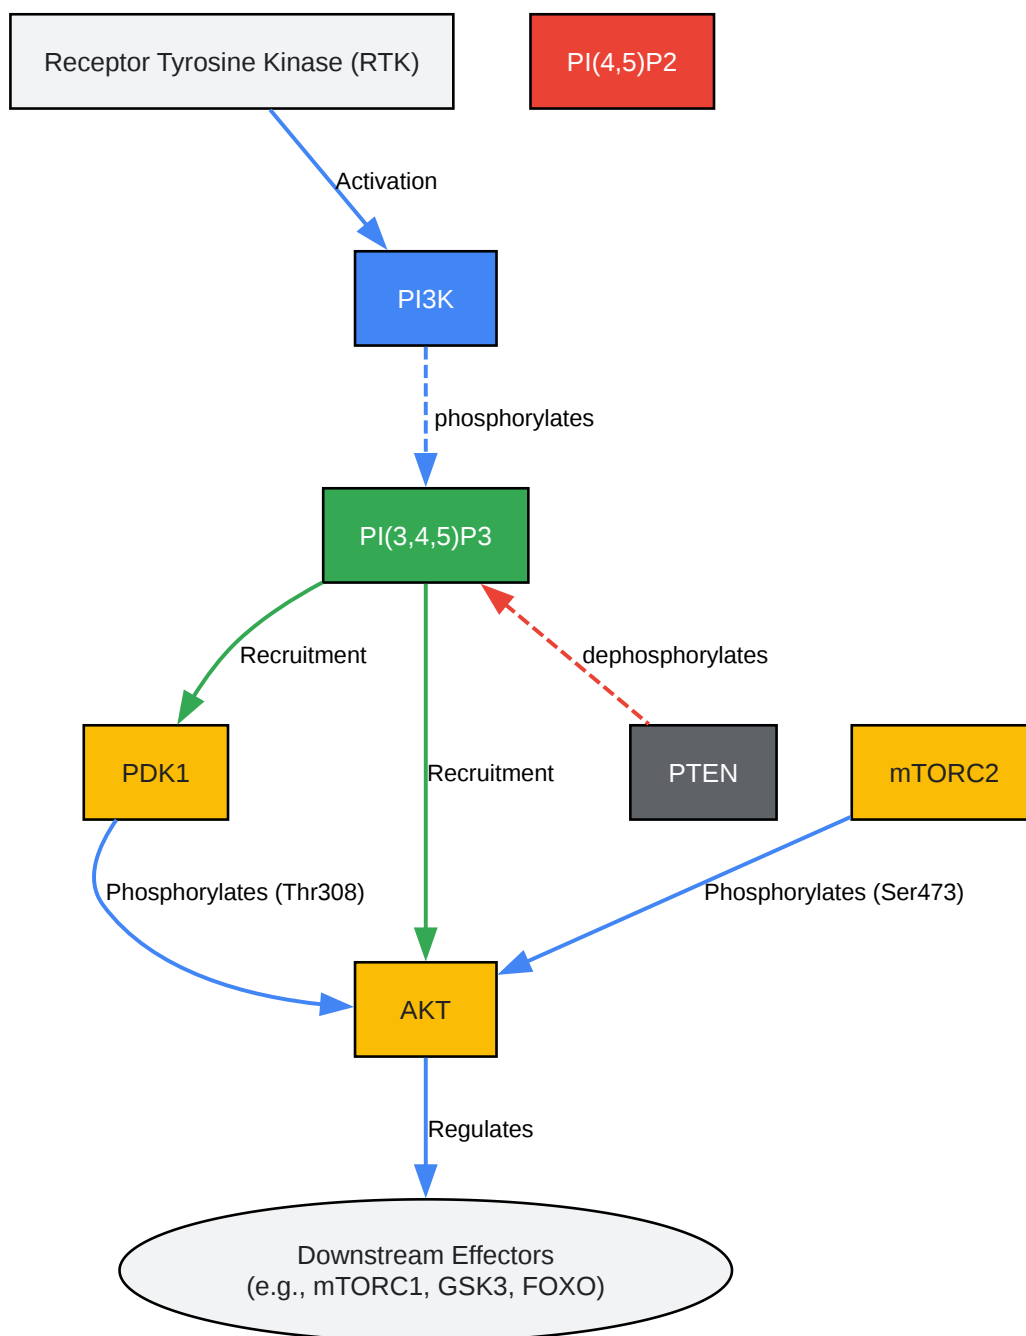 Receptor Tyrosine Kinase (RTK)
PI(4,5)P2
Activation
PI3K
phosphorylates
PI(3,4,5)P3
Recruitment
dephosphorylates
PDK1
Recruitment
PTEN
mTORC2
Phosphorylates (Thr308)
Phosphorylates (Ser473)
AKT
Regulates
Downstream Effectors
(e.g., mTORC1, GSK3, FOXO)